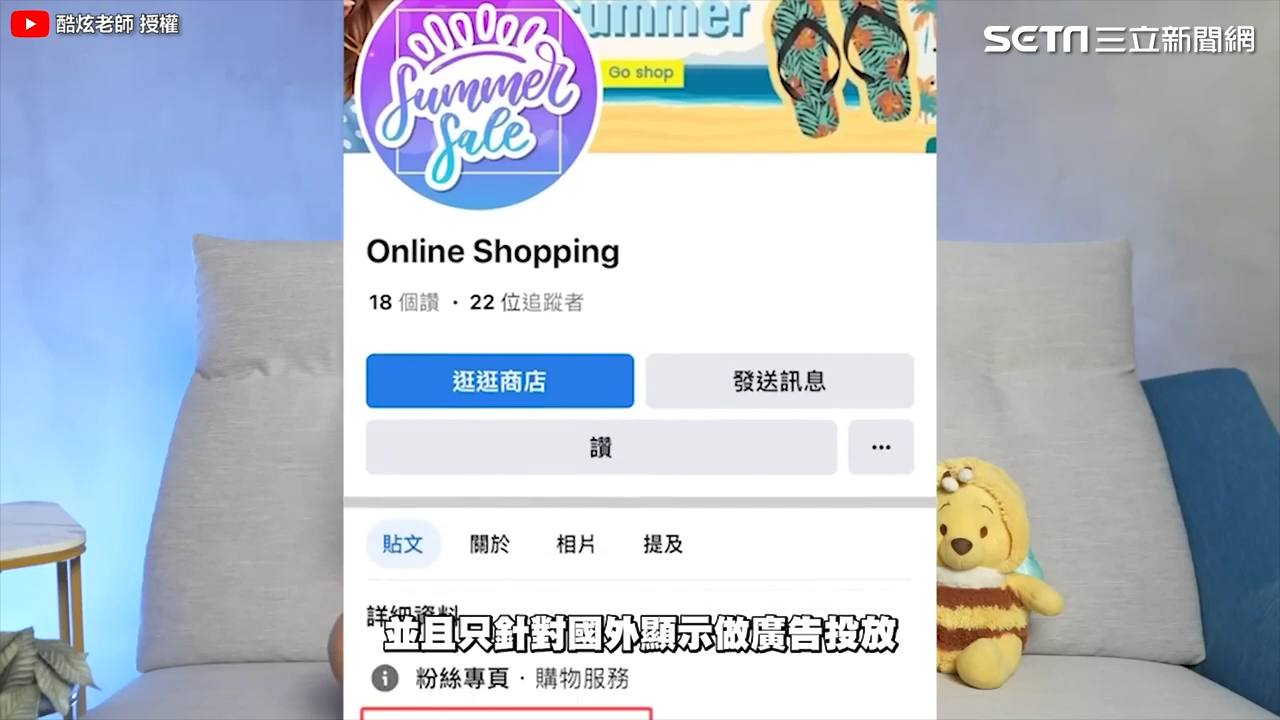 酷炫老師 授權
SETN三立新聞網
summer
Go shop
Summer
Sale
Online Shopping
18 個讚 · 22 位追蹤者
逛逛商店
發送訊息
讚
...
貼文
關於
相片
提及
詳細資料
並且只針對國外顯示做廣告投放
粉絲專頁 · 購物服務